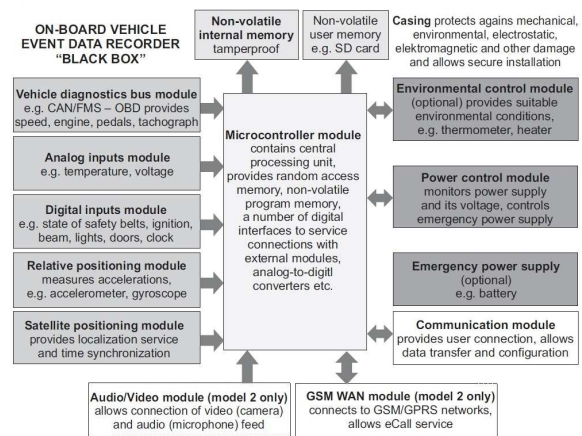 ON-BOARD VEHICLE
EVENT DATA RECORDER
“BLACK BOX”
Non-volatile
internal memory
tamperproof
Non-volatile
user memory
e.g. SD card
Casing protects agains mechanical,
environmental, electrostatic,
elektromagnetic and other damage
and allows secure installation
Vehicle diagnostics bus module
e.g. CAN/FMS – OBD provides
speed, engine, pedals, tachograph
Analog inputs module
e.g. temperature, voltage
Digital inputs module
e.g. state of safety belts, ignition,
beam, lights, doors, clock
Relative positioning module
measures accelerations,
e.g. accelerometer, gyroscope
Satellite positioning module
provides localization service
and time synchronization
Microcontroller module
contains central
processing unit,
provides random access
memory, non-volatile
program memory,
a number of digital
interfaces to service
connections with
external modules,
analog-to-digitl
converters etc.
Environmental control module
(optional) provides suitable
environmental conditions,
e.g. thermometer, heater
Power control module
monitors power supply
and its voltage, controls
emergency power supply
Emergency power supply
(optional)
e.g. battery
Communication module
provides user connection, allows
data transfer and configuration
Audio/Video module (model 2 only)
allows connection of video (camera)
and audio (microphone) feed
GSM WAN module (model 2 only)
connects to GSM/GPRS networks,
allows eCall service